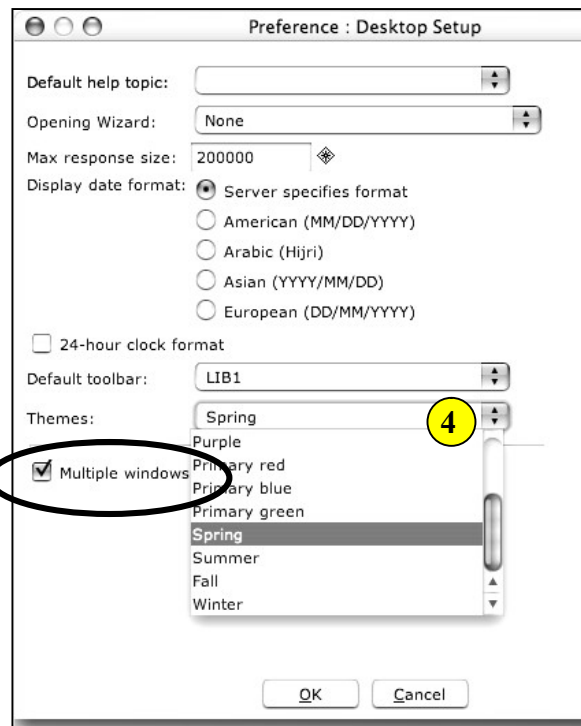 Preference : Desktop Setup
Default help topic:
Opening Wizard: None
Max response size: 200000
Display date format: Server specifies format
American (MM/DD/YYYY)
Arabic (Hijri)
Asian (YYYY/MM/DD)
European (DD/MM/YYYY)
24-hour clock format
Default toolbar: LIB1
Themes: Spring 4
Purple
Primary red
Multiple windows
Primary blue
Primary green
Spring
Summer
Fall
Winter
OK Cancel